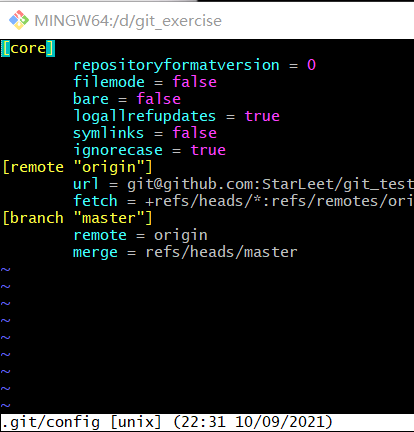 MINGW64:/d/git_exercise
[core]
        repositoryformatversion = 0
        filemode = false
        bare = false
        logallrefupdates = true
        symlinks = false
        ignorecase = true
[remote "origin"]
        url = git@github.com:StarLeet/git_test
        fetch = +refs/heads/*:refs/remotes/ori
[branch "master"]
        remote = origin
        merge = refs/heads/master
~
~
~
~
~
~
~
~
~
.git/config [unix] (22:31 10/09/2021)